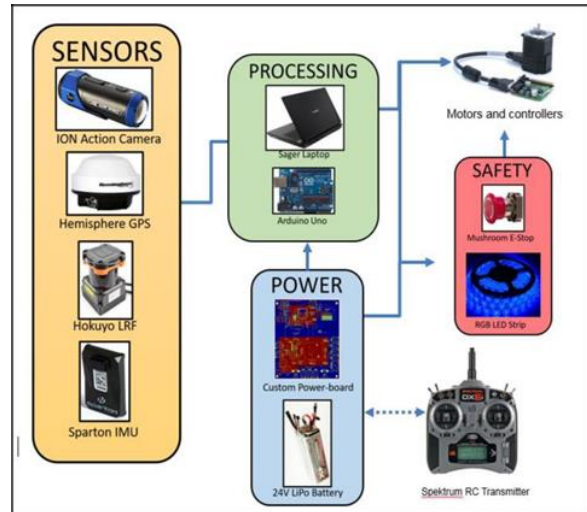 SENSORS
ION Action Camera
Hemisphere GPS
Hokuyo LRF
Sparton IMU
PROCESSING
Sager Laptop
Arduino Uno
POWER
Custom Power-board
24V LiPo Battery
Motors and controllers
SAFETY
Mushroom E-Stop
RGB LED Strip
Spektrum RC Transmitter